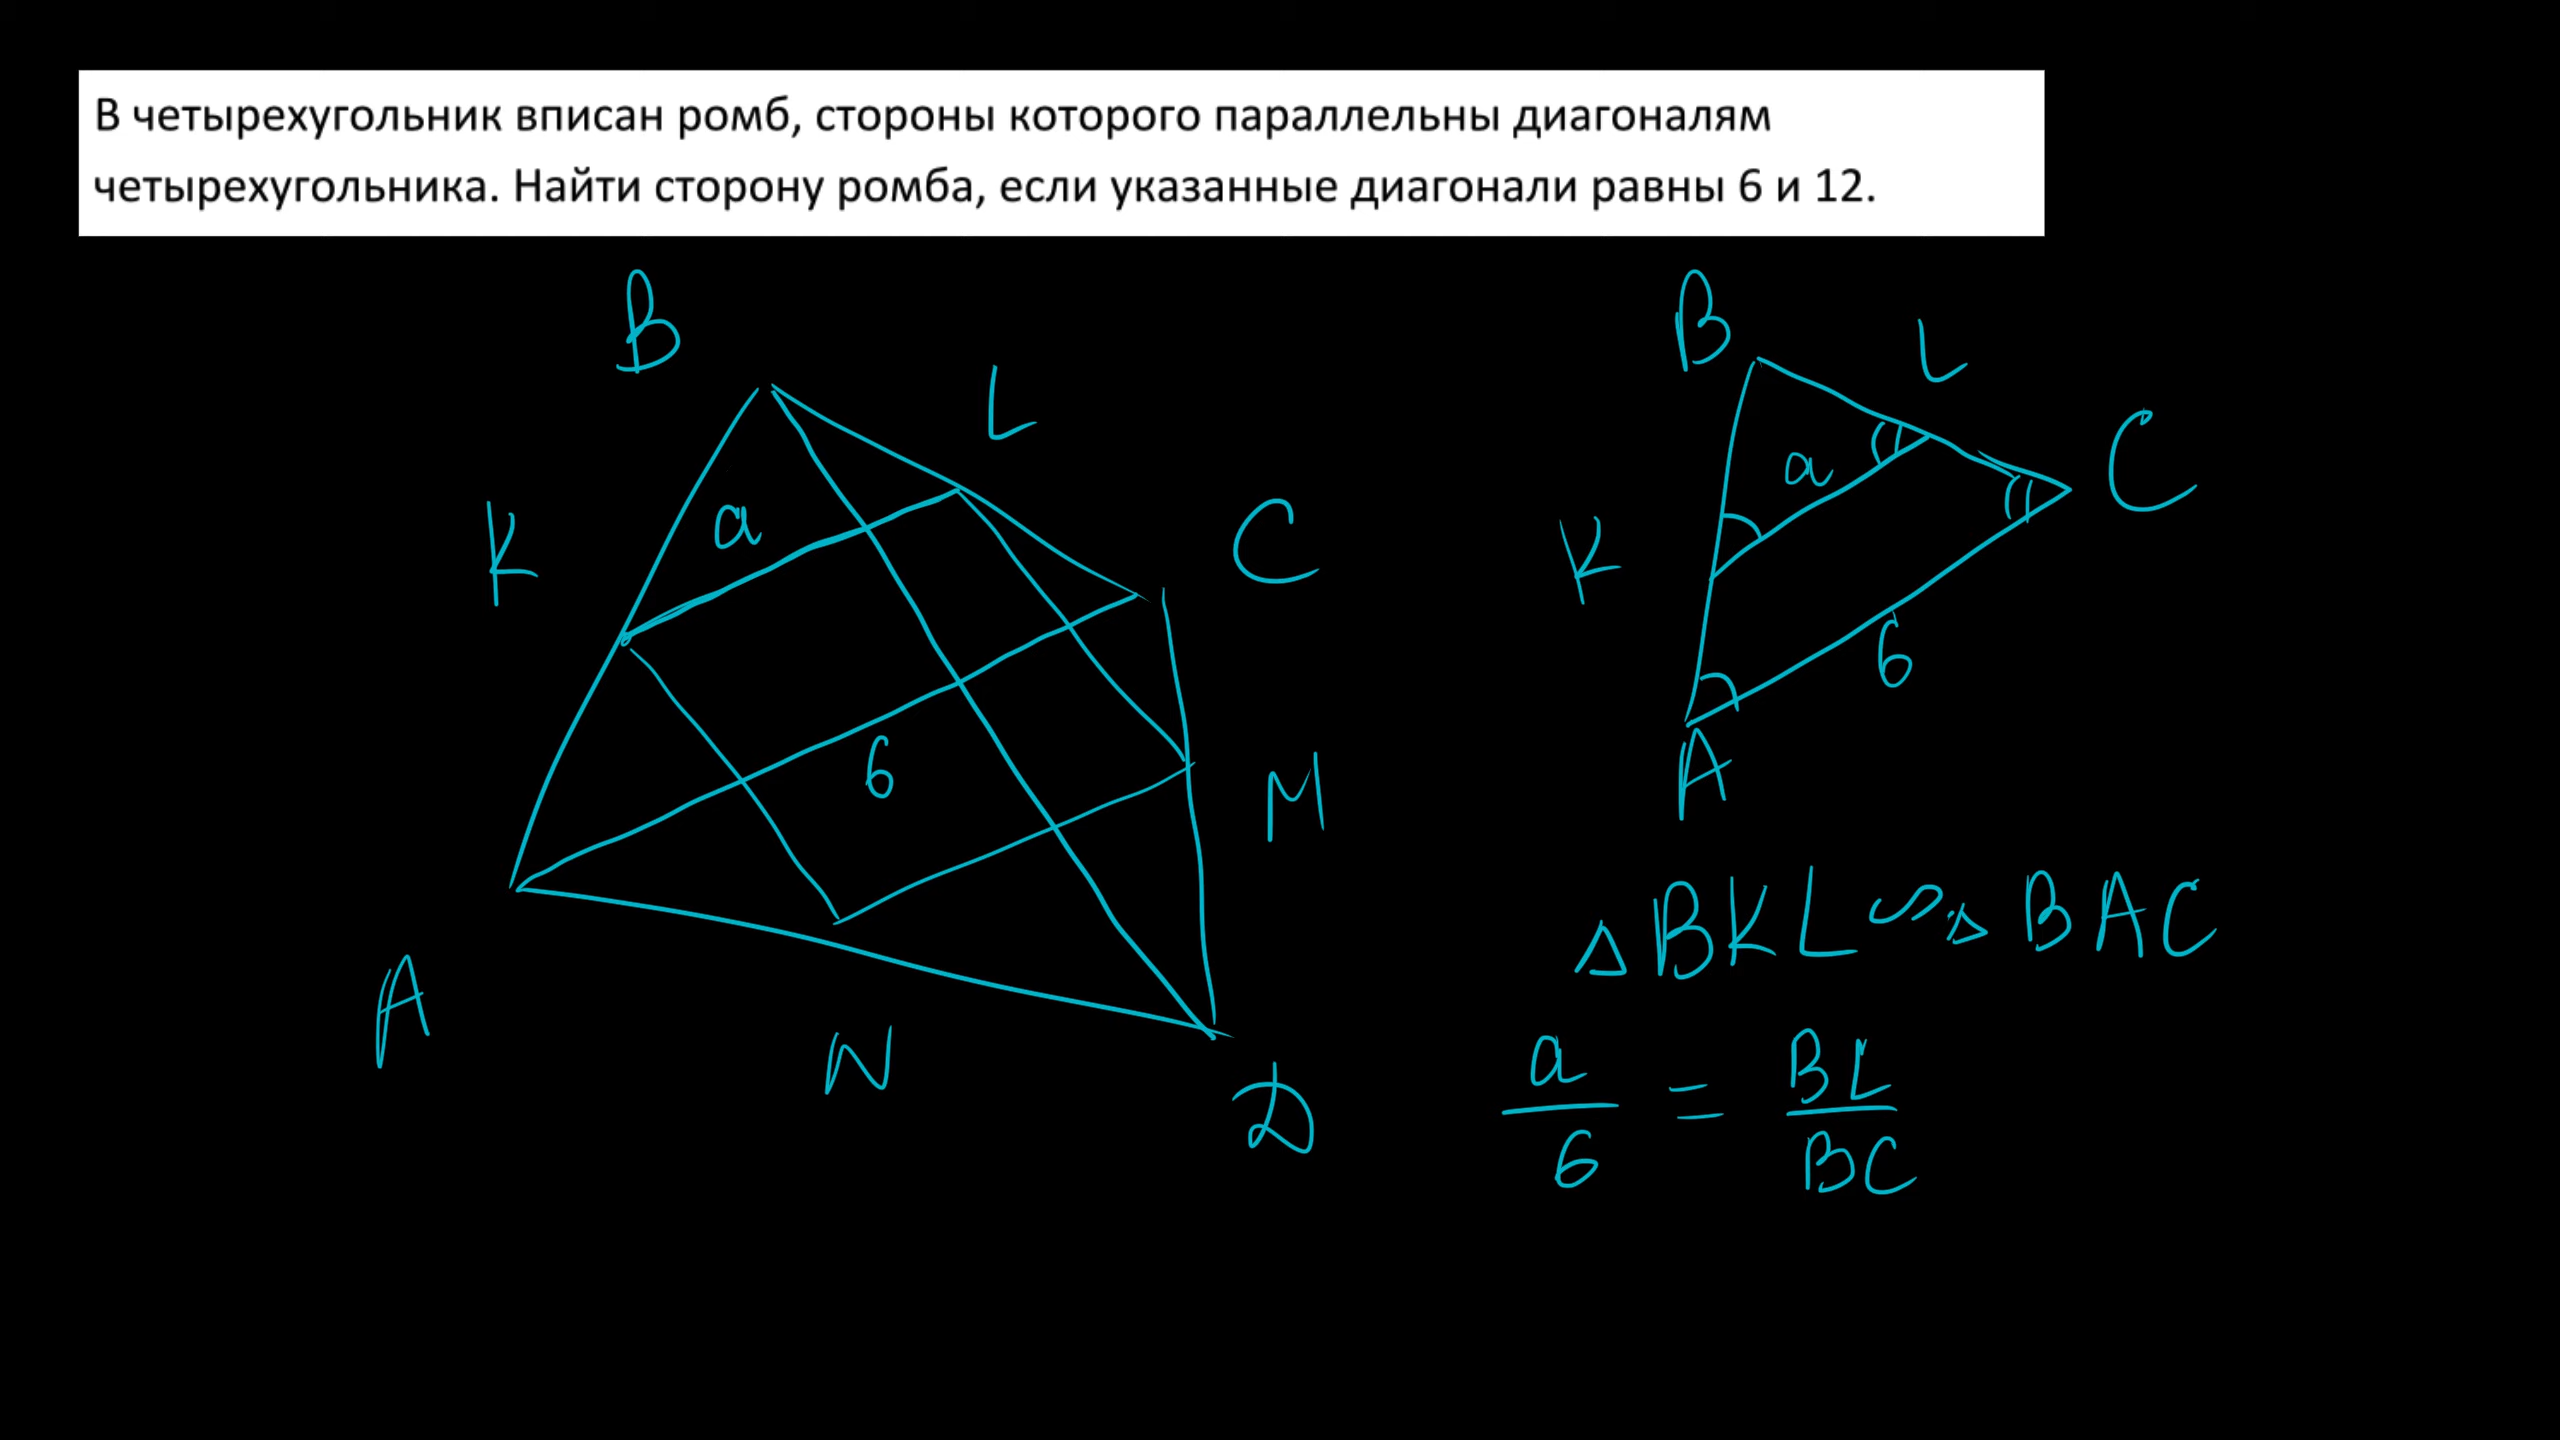 В четырехугольник вписан ромб, стороны которого параллельны диагоналям
четырехугольника. Найти сторону ромба, если указанные диагонали равны 6 и 12.
B
L
K
a
C
6
M
A
N
D
B
L
a
C
K
6
A
△BKL ∾ △BAC
a/6 = BL/BC